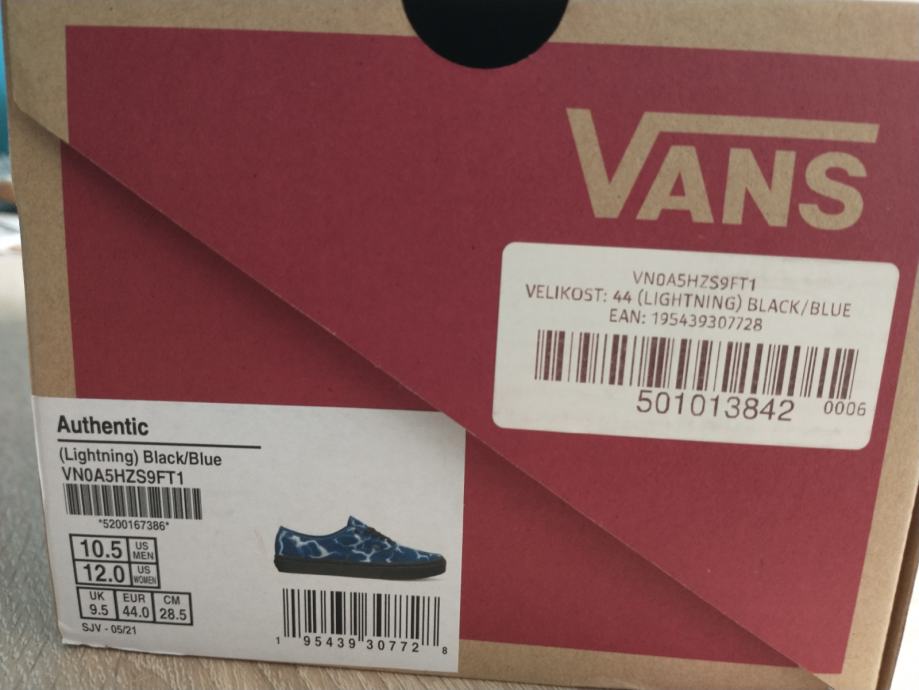 VANS
VN0A5HZS9FT1
VELIKOST: 44 (LIGHTNING) BLACK/BLUE
EAN: 195439307728
501013842 0006
Authentic
(Lightning) Black/Blue
VN0A5HZS9FT1
*5200167386*
10.5 US MEN
12.0 US WOMEN
UK EUR CM
9.5 44.0 28.5
SJV - 05/21
1 95439 30772 8